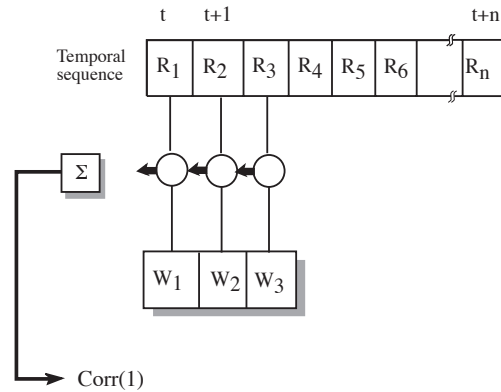 t t+1 t+n
Temporal
sequence
R1 R2 R3 R4 R5 R6 Rn
Σ
W1 W2 W3
Corr(1)